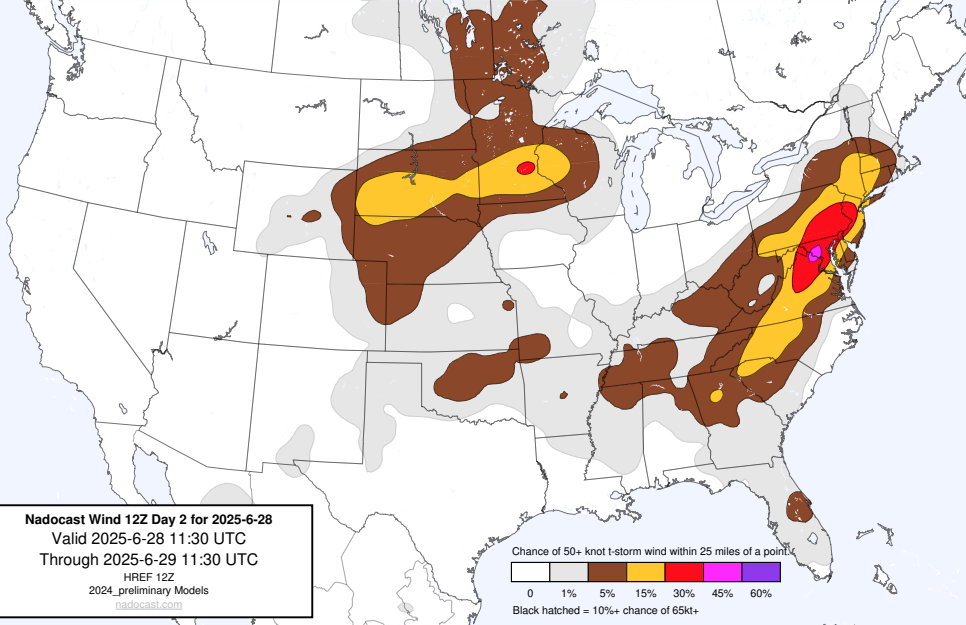 Nadocast Wind 12Z Day 2 for 2025-6-28
Valid 2025-6-28 11:30 UTC
Through 2025-6-29 11:30 UTC
HREF 12Z
2024_preliminary Models
nadocast.com
Chance of 50+ knot t-storm wind within 25 miles of a point.
0 1% 5% 15% 30% 45% 60%
Black hatched = 10%+ chance of 65kt+